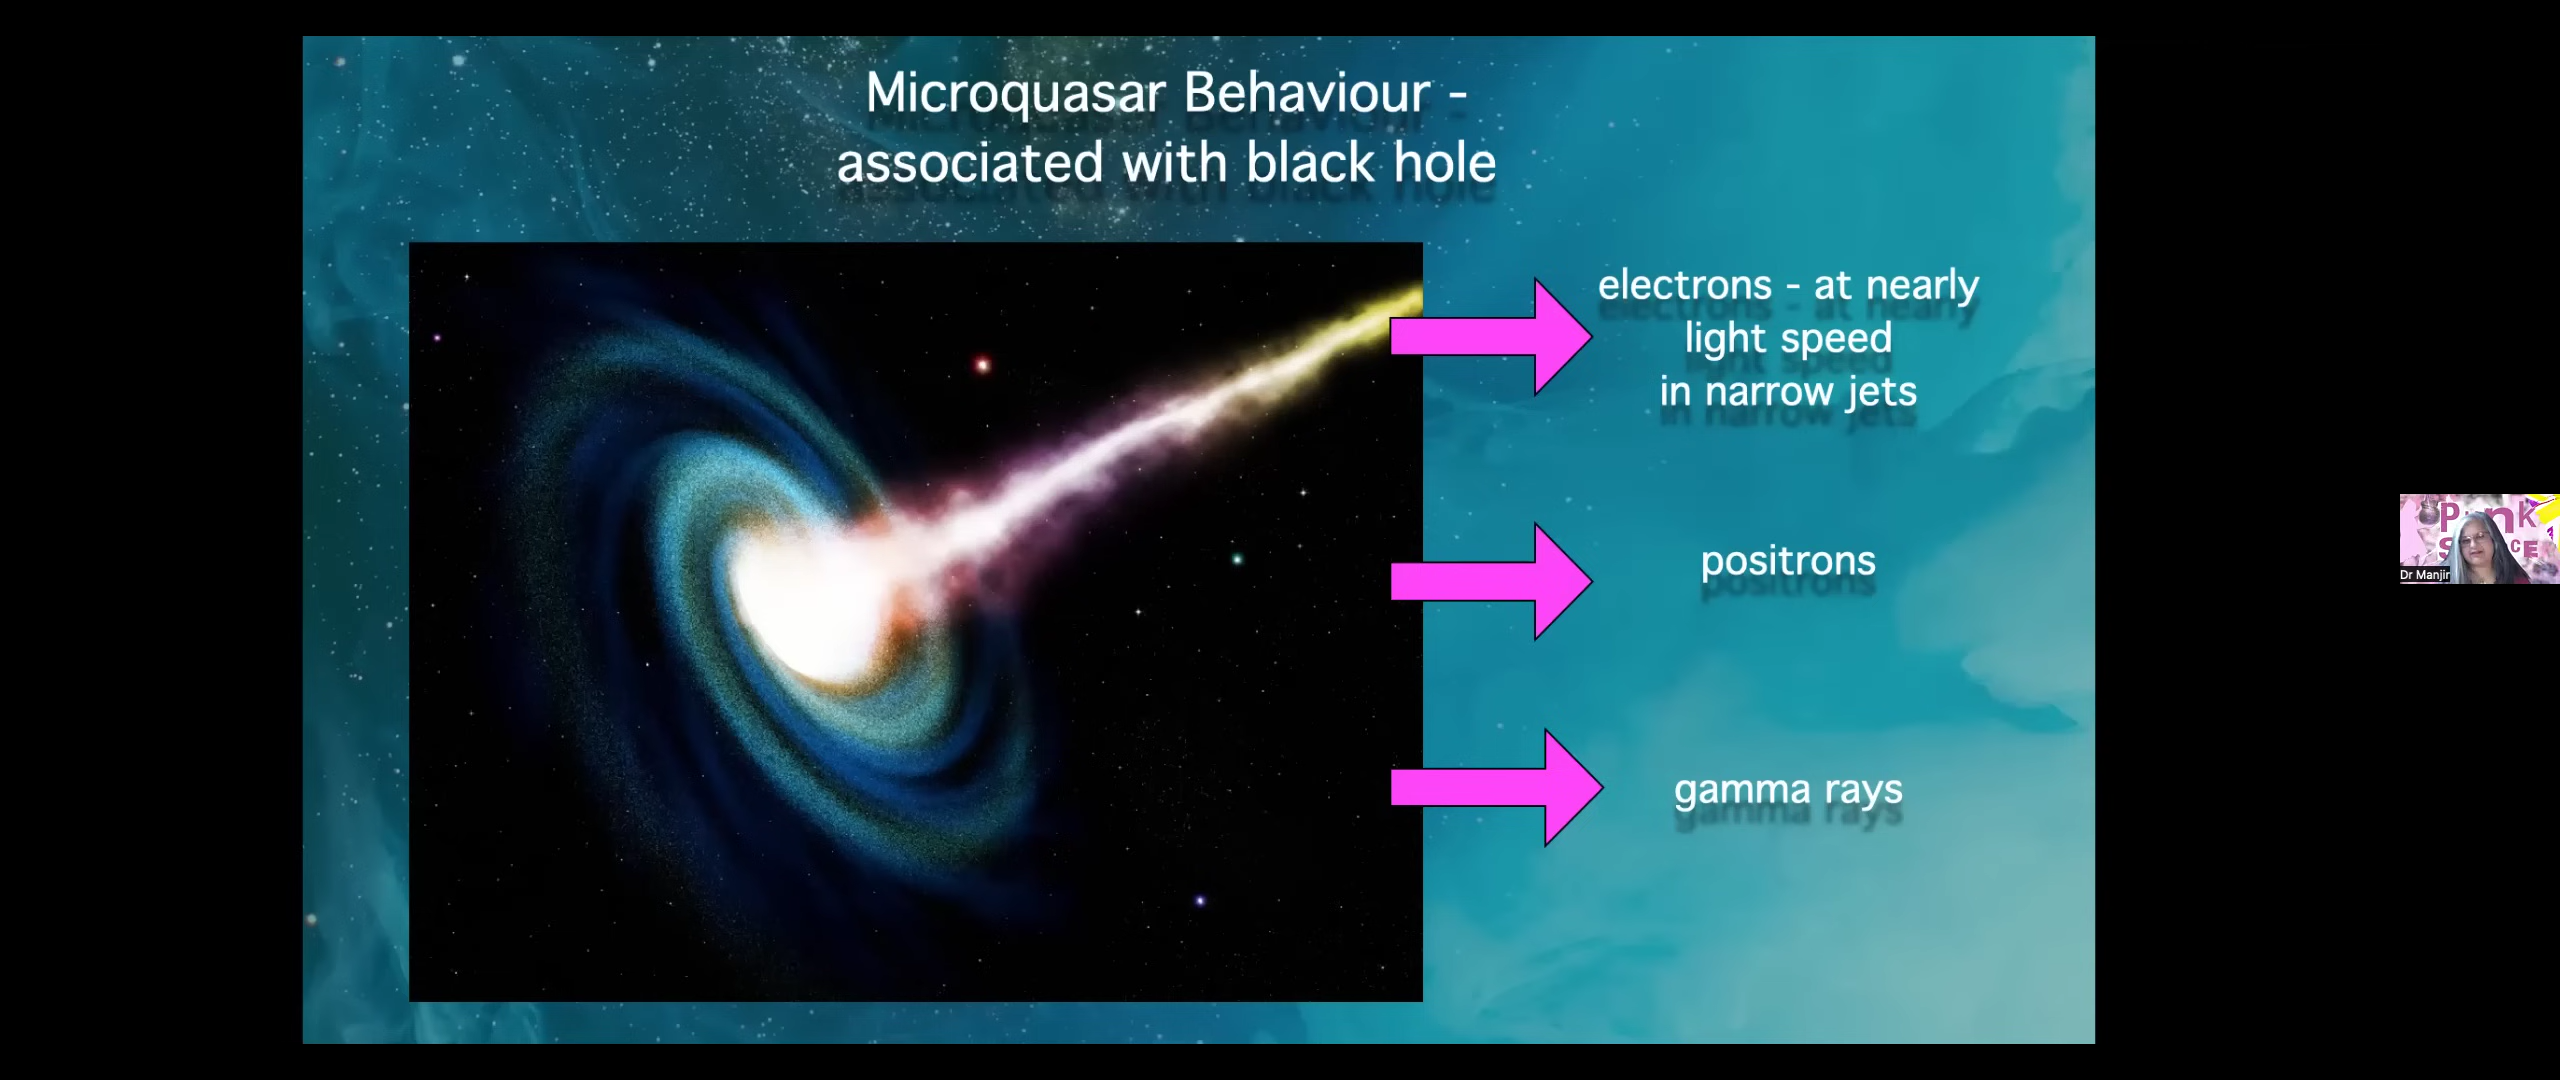 Microquasar Behaviour -
associated with black hole
electrons - at nearly
light speed
in narrow jets
positrons
gamma rays
Dr Manjir